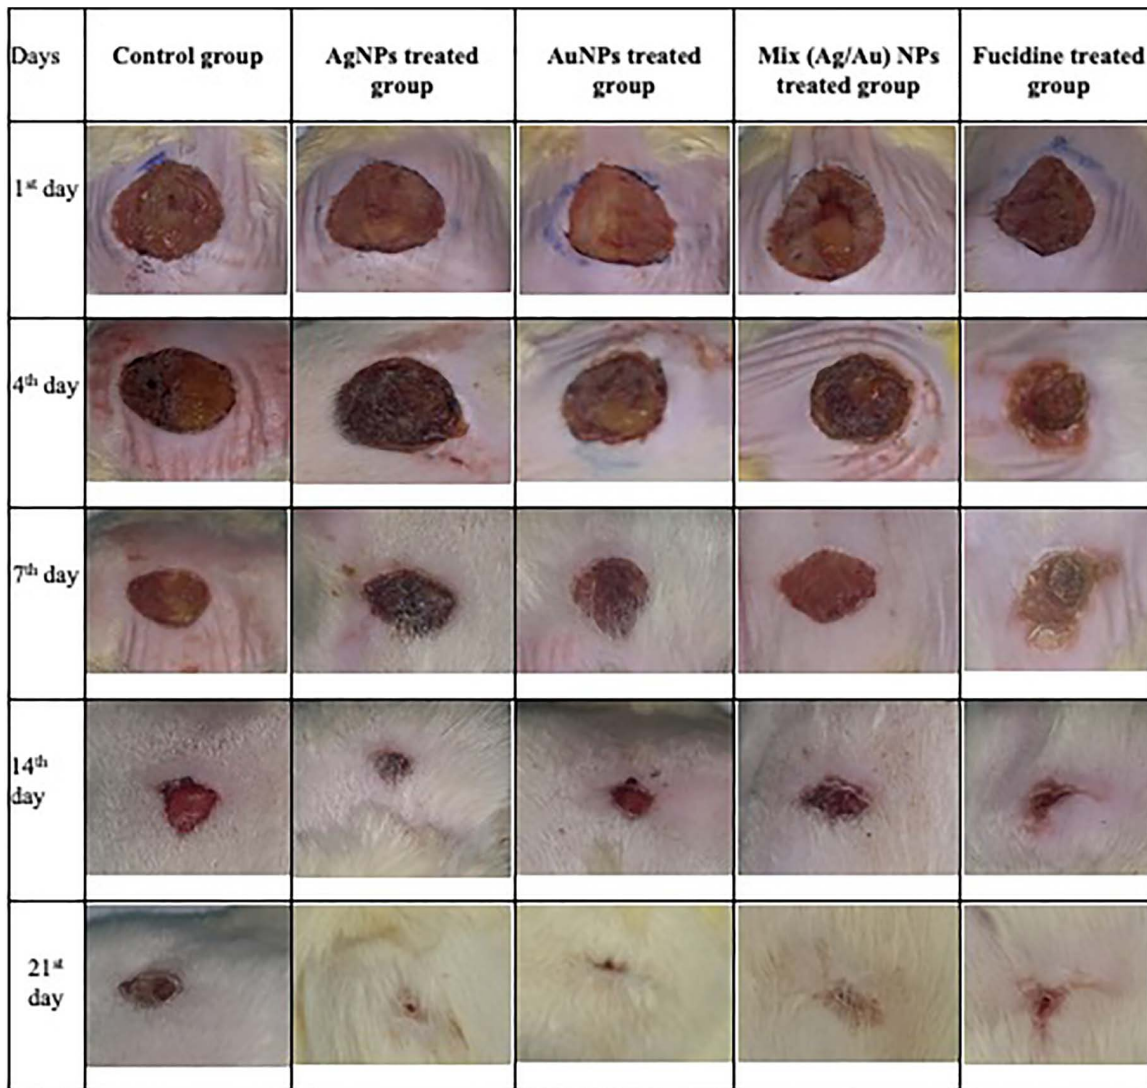 Days
Control group
AgNPs treated
group
AuNPs treated
group
Mix (Ag/Au) NPs
treated group
Fucidine treated
group
1st day
4th day
7th day
14th
day
21st
day